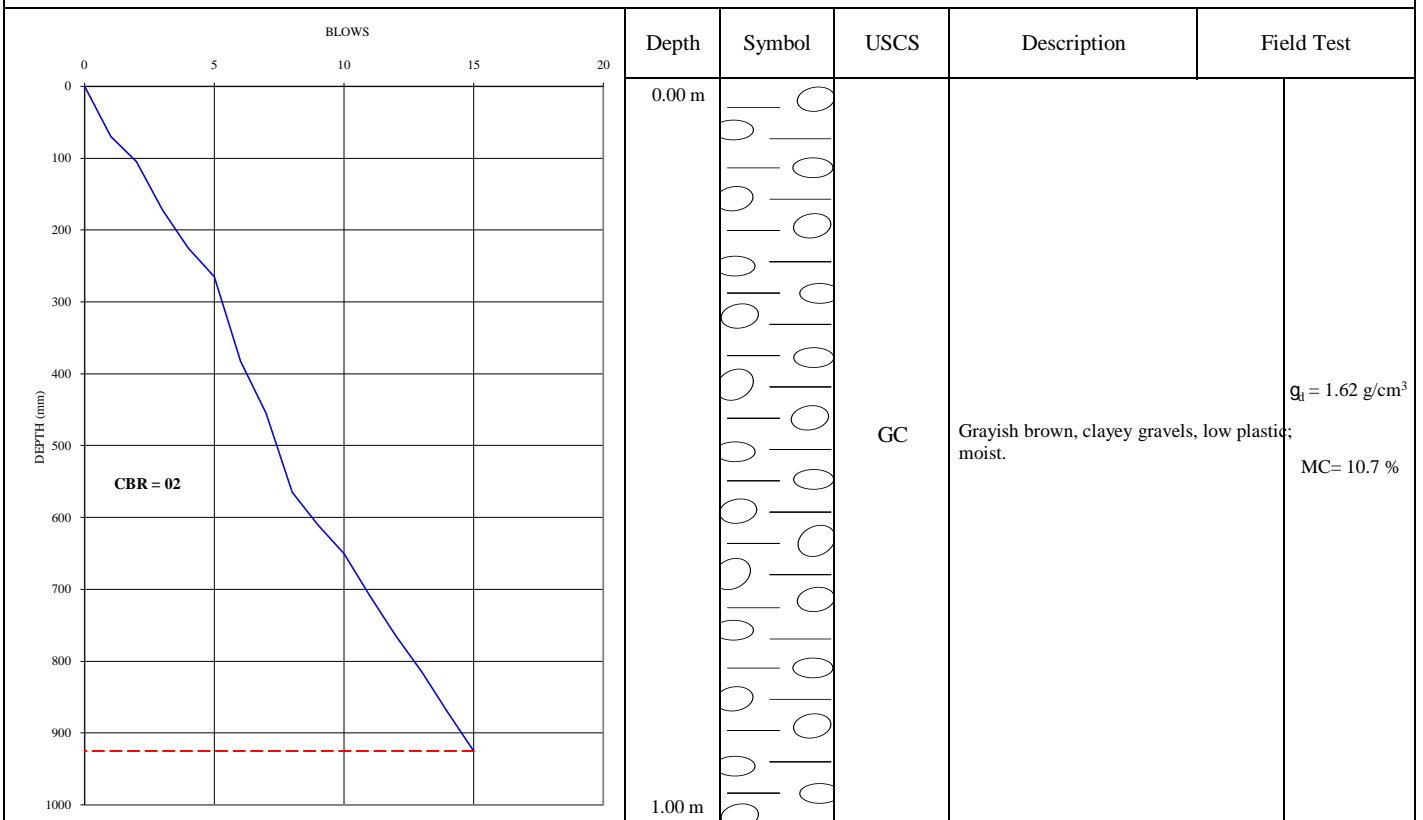 BLOWS
0 5 10 15 20
0
100
200
300
400
500
600
700
800
900
1000
DEPTH (mm)
CBR = 02
Depth Symbol USCS Description Field Test
0.00 m
1.00 m
GC
Grayish brown, clayey gravels, low plastic;
moist.
gd = 1.62 g/cm³
MC= 10.7 %